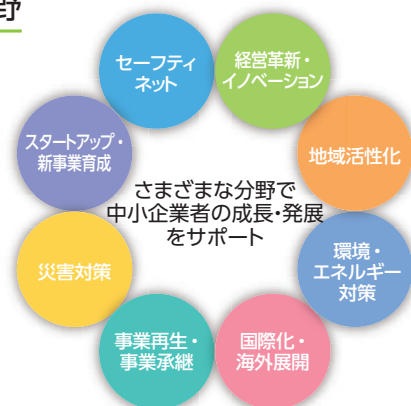 野
セーフティ
ネット
経営革新・
イノベーション
地域活性化
環境・
エネルギー
対策
国際化・
海外展開
事業再生・
事業承継
災害対策
スタートアップ・
新事業育成
さまざまな分野で
中小企業者の成長・発展
をサポート